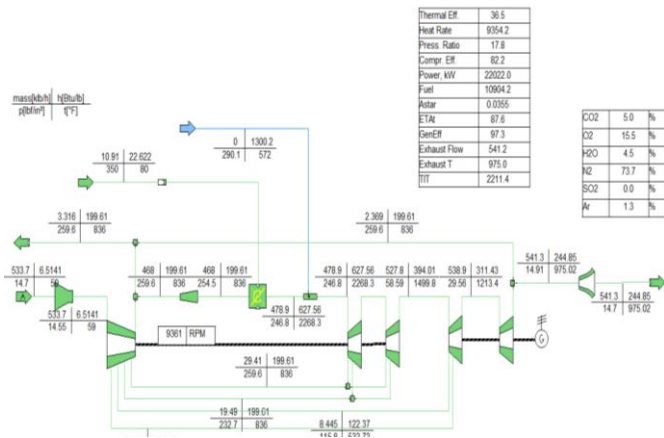 Thermal Eff. 36.5
Heat Rate 9354.2
Press. Ratio 17.8
Compr. Eff. 82.2
Power, kW 22022.0
Fuel 10904.2
Astar 0.0355
ETAt 87.6
GenEff 97.3
Exhaust Flow 541.2
Exhaust T 975.0
TIT 2211.4
mass[klb/h] h[Btu/lb]
p[lbf/in²] t[°F]
CO2 5.0 %
O2 15.5 %
H2O 4.5 %
N2 73.7 %
SO2 0.0 %
Ar 1.3 %
0 1300.2
290.1 572
10.91 22.622
350 80
3.316 199.61
259.6 836
2.369 199.61
259.6 836
533.7 6.5141
14.7 59
A
468 199.61 468 199.61
259.6 836 254.5 836
478.9 627.56 527.8 394.01 538.9 311.43
246.8 2268.3 58.59 1499.8 29.56 1213.4
541.3 244.85
14.91 975.02
541.3 244.85
14.7 975.02
478.9 627.56
246.8 2268.3
533.7 6.5141
14.55 59
9361 RPM
G
29.41 199.61
259.6 836
19.49 199.01
232.7 836
8.445 122.37
115.8 522.72